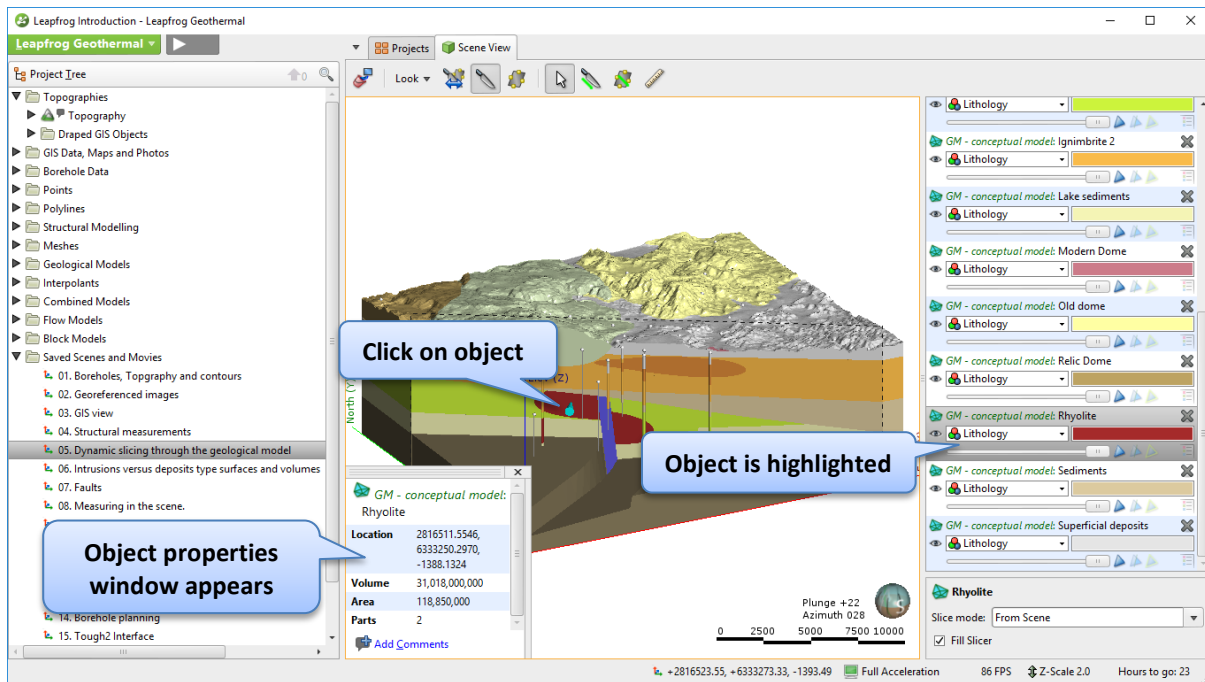 Leapfrog Introduction - Leapfrog Geothermal
Leapfrog Geothermal
Projects
Scene View
Project Tree
0
Look
Topographies
Topography
Draped GIS Objects
GIS Data, Maps and Photos
Borehole Data
Points
Polylines
Structural Modelling
Meshes
Geological Models
Interpolants
Combined Models
Flow Models
Block Models
Saved Scenes and Movies
01. Boreholes, Topgraphy and contours
02. Georeferenced images
03. GIS view
04. Structural measurements
05. Dynamic slicing through the geological model
06. Intrusions versus deposits type surfaces and volumes
07. Faults
08. Measuring in the scene.
14. Borehole planning
15. Tough2 Interface
Object properties
window appears
Click on object
(Z)
North (Y)
Object is highlighted
GM - conceptual model:
Rhyolite
Location 2816511.5546,
6333250.2970,
-1388.1324
Volume 31,018,000,000
Area 118,850,000
Parts 2
Add Comments
Plunge +22
Azimuth 028
0 2500 5000 7500 10000
S
Lithology
GM - conceptual model: Ignimbrite 2
Lithology
GM - conceptual model: Lake sediments
Lithology
GM - conceptual model: Modern Dome
Lithology
GM - conceptual model: Old dome
Lithology
GM - conceptual model: Relic Dome
Lithology
GM - conceptual model: Rhyolite
Lithology
GM - conceptual model: Sediments
Lithology
GM - conceptual model: Superficial deposits
Lithology
Rhyolite
Slice mode: From Scene
Fill Slicer
+2816523.55, +6333273.33, -1393.49
Full Acceleration
86 FPS
Z-Scale 2.0
Hours to go: 23